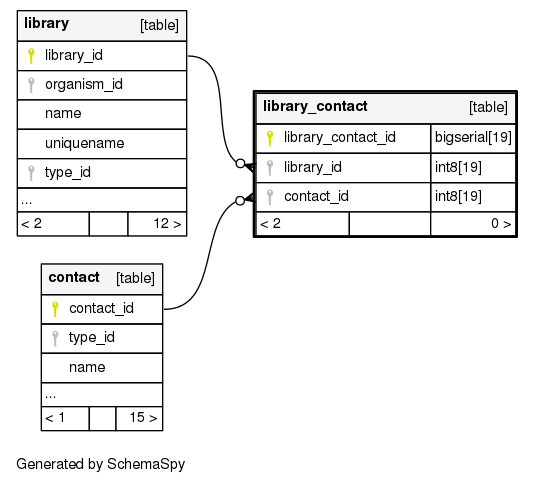 library [table]
library_id
organism_id
name
uniquename
type_id
...
< 2 12 >
library_contact [table]
library_contact_id bigserial[19]
library_id int8[19]
contact_id int8[19]
< 2 0 >
contact [table]
contact_id
type_id
name
...
< 1 15 >
Generated by SchemaSpy